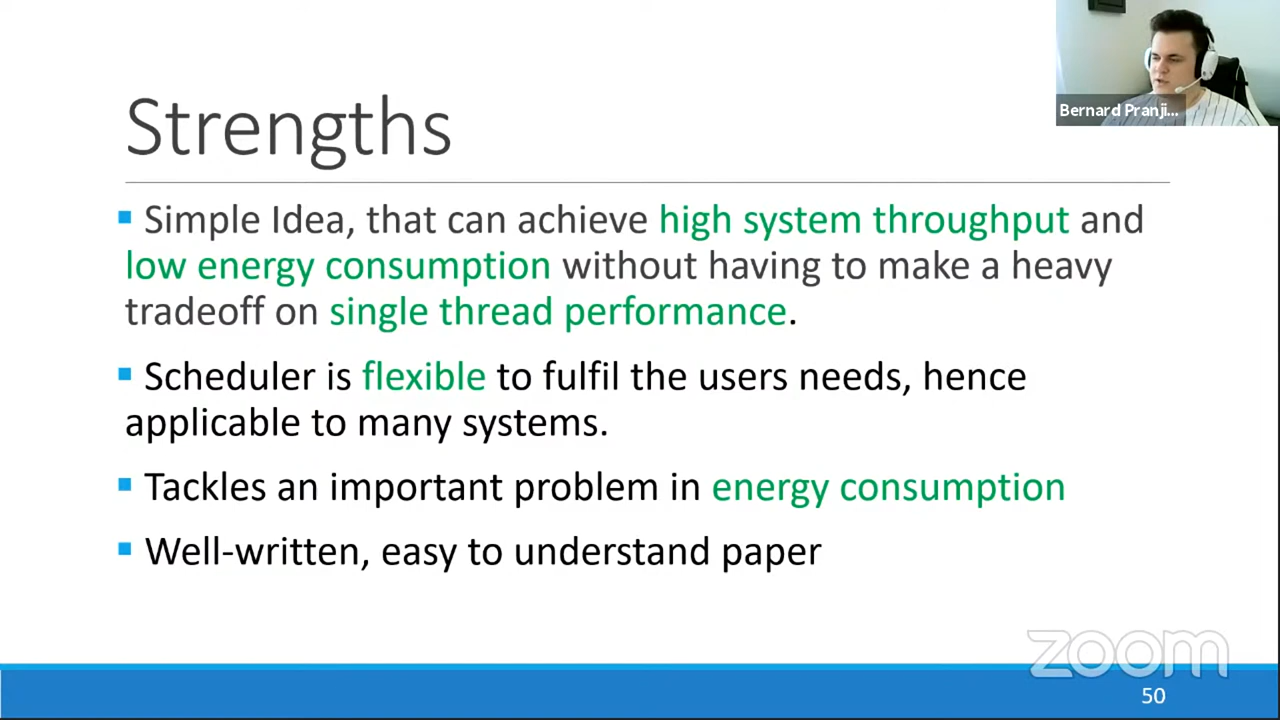 Bernard Pranji...
Strengths
▪ Simple Idea, that can achieve high system throughput and
low energy consumption without having to make a heavy
tradeoff on single thread performance.
▪ Scheduler is flexible to fulfil the users needs, hence
applicable to many systems.
▪ Tackles an important problem in energy consumption
▪ Well-written, easy to understand paper
zoom
50